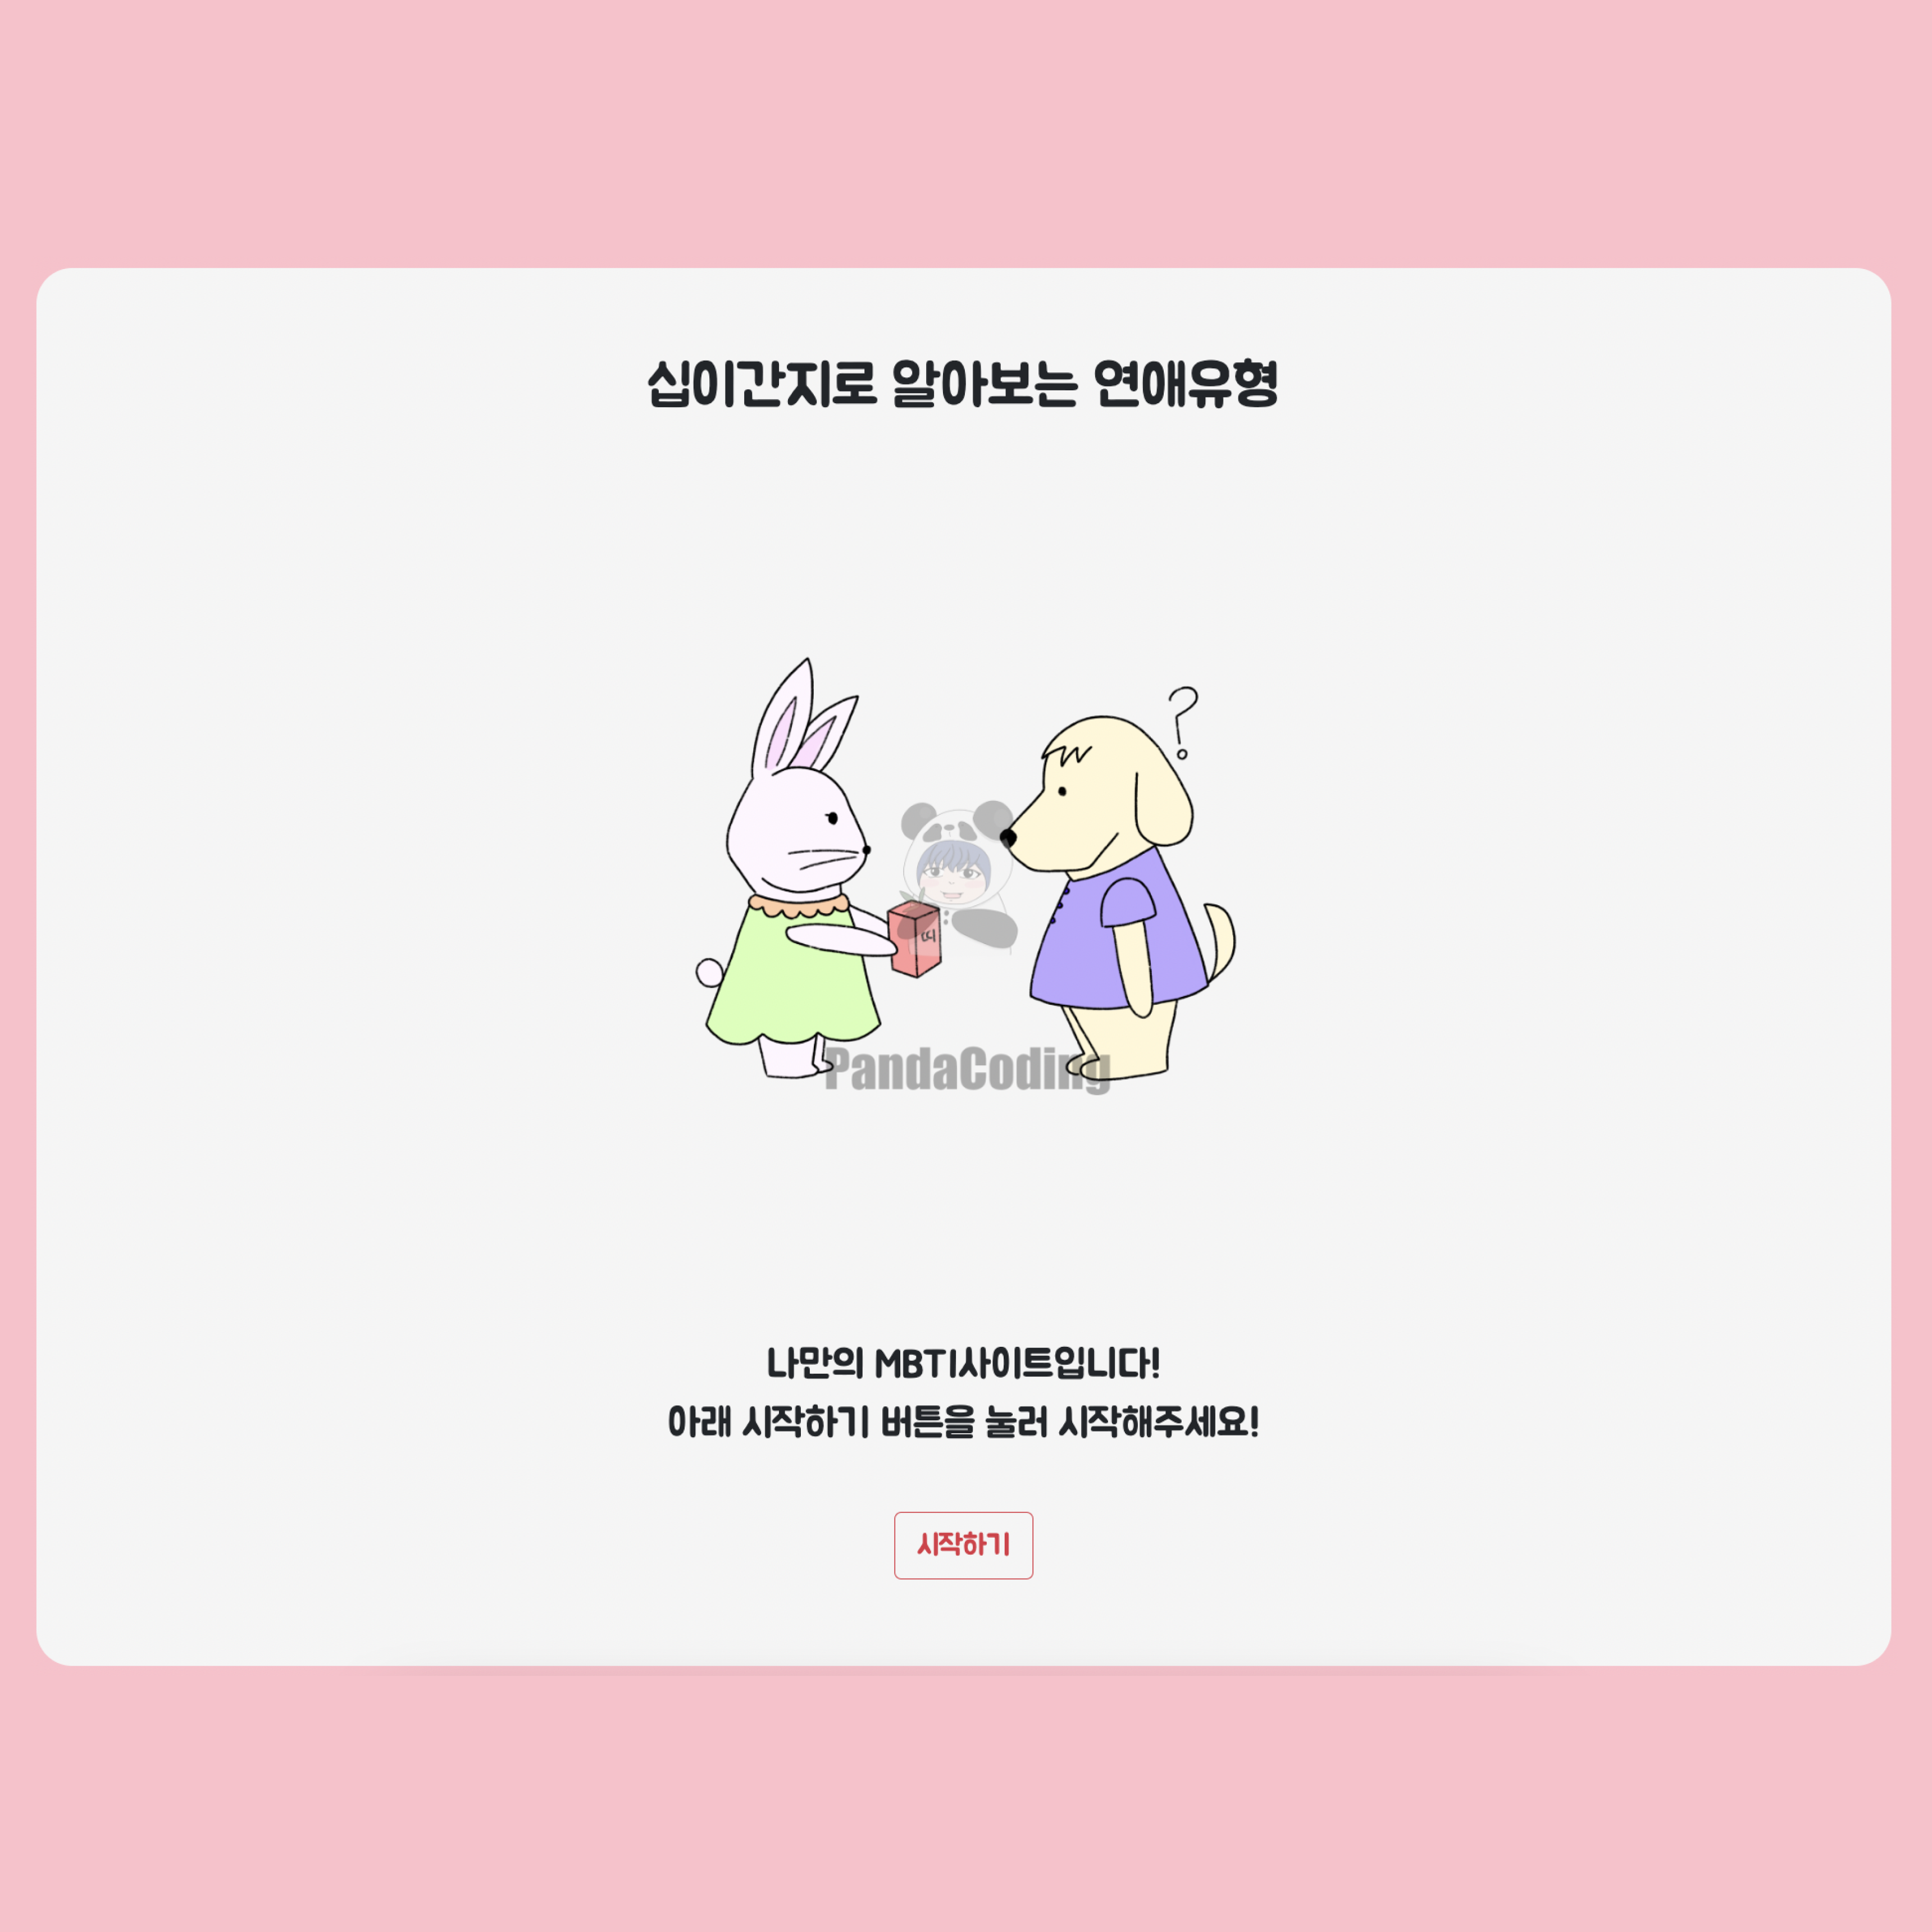 십이간지로 알아보는 연애유형
?
띠
PandaCoding
나만의 MBTI사이트입니다!
아래 시작하기 버튼을 눌러 시작해주세요!
시작하기